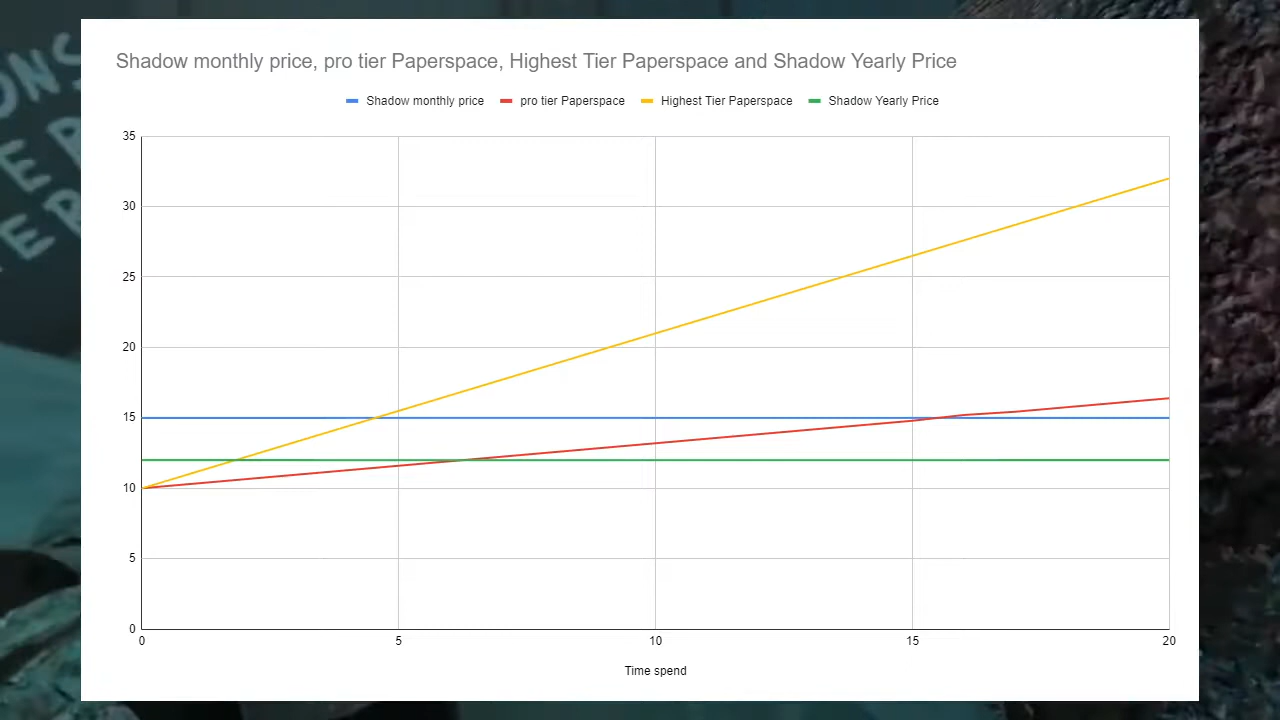 Shadow monthly price, pro tier Paperspace, Highest Tier Paperspace and Shadow Yearly Price
Shadow monthly price pro tier Paperspace Highest Tier Paperspace Shadow Yearly Price
35
30
25
20
15
10
5
0
0 5 10 15 20
Time spend